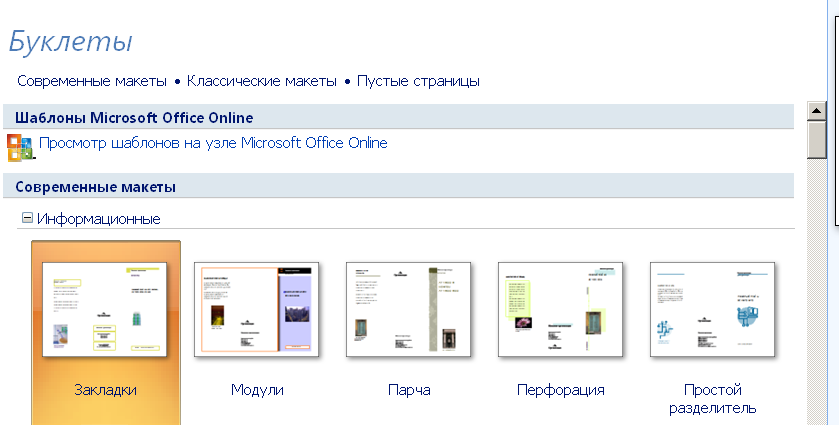 Буклеты
Современные макеты • Классические макеты • Пустые страницы
Шаблоны Microsoft Office Online
Просмотр шаблонов на узле Microsoft Office Online
Современные макеты
Информационные
Закладки
Модули
Парча
Перфорация
Простой
разделитель